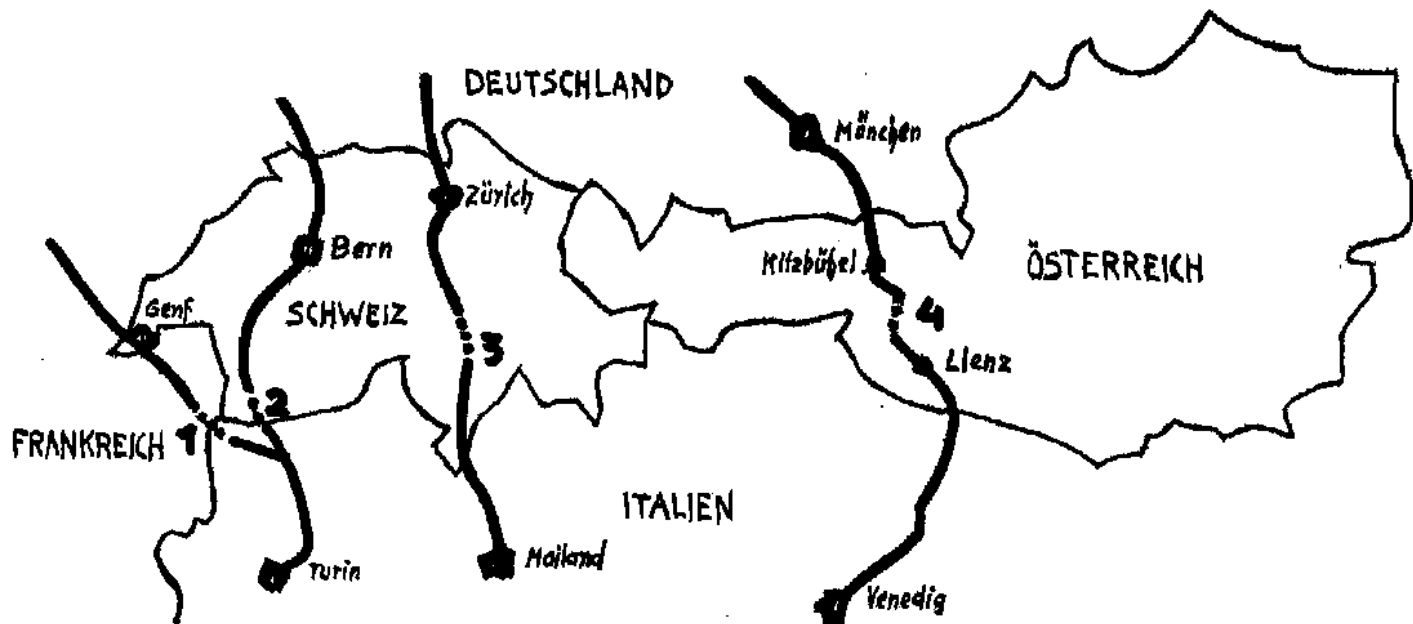 DEUTSCHLAND
München
Zürich
Bern
Kitzbühel
ÖSTERREICH
Genf
SCHWEIZ
3
4
Lienz
2
FRANKREICH 1
ITALIEN
Turin
Mailand
Venedig